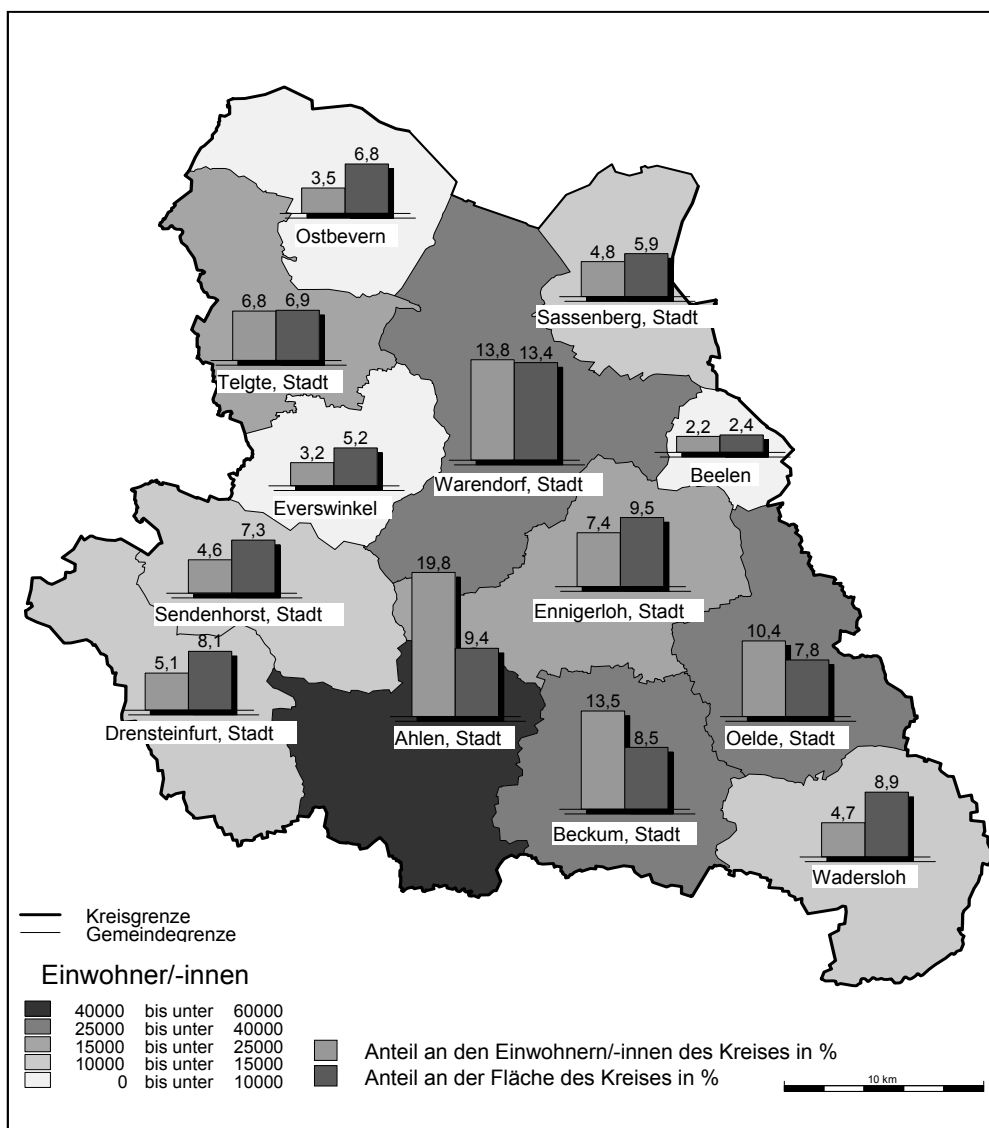 6,8
3,5
Ostbevern
4,8 5,9
Sassenberg, Stadt
6,8 6,9
Telgte, Stadt
13,8 13,4
Warendorf, Stadt
2,2 2,4
Beelen
3,2 5,2
Everswinkel
7,4 9,5
Ennigerloh, Stadt
4,6 7,3
Sendenhorst, Stadt
19,8
9,4
Ahlen, Stadt
5,1 8,1
Drensteinfurt, Stadt
10,4
7,8
Oelde, Stadt
13,5
8,5
Beckum, Stadt
8,9
4,7
Wadersloh
Kreisgrenze
Gemeindegrenze
Einwohner/-innen
40000 bis unter 60000
25000 bis unter 40000
15000 bis unter 25000
10000 bis unter 15000
0 bis unter 10000
Anteil an den Einwohnern/-innen des Kreises in %
Anteil an der Fläche des Kreises in %
10 km